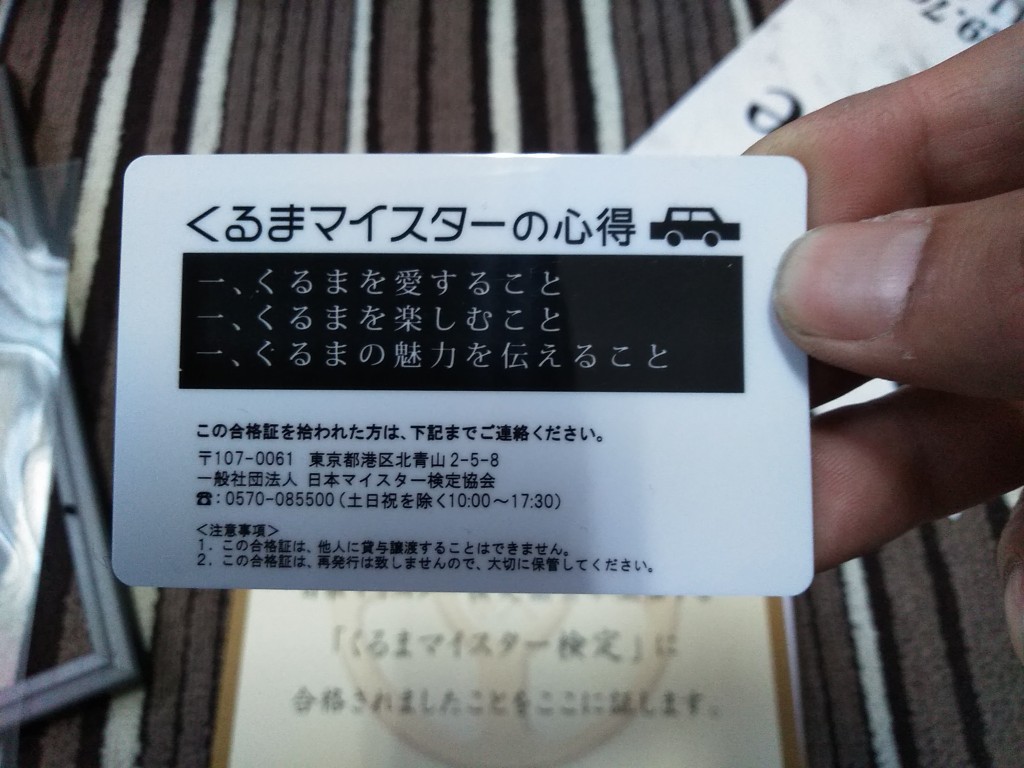 くるまマイスターの心得
一、くるまを愛すること
一、くるまを楽しむこと
一、くるまの魅力を伝えること
この合格証を拾われた方は、下記までご連絡ください。
〒107-0061 東京都港区北青山2-5-8
一般社団法人 日本マイスター検定協会
☎:0570-085500(土日祝を除く10:00～17:30)
<注意事項>
1. この合格証は、他人に貸与譲渡することはできません。
2. この合格証は、再発行は致しませんので、大切に保管してください。
「くるまマイスター検定」に
合格されましたことをここに証します。